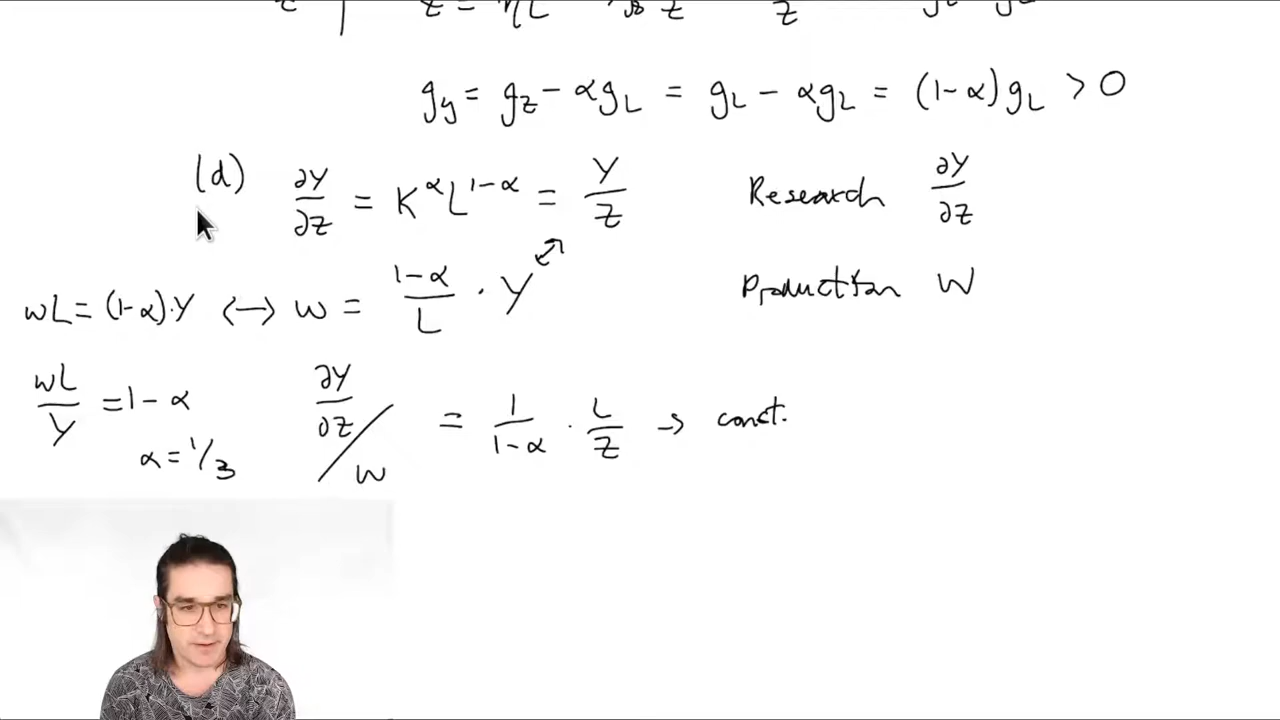 ż = ηL
g_y = g_Z − αg_L = g_L − αg_L = (1−α)g_L > 0
(d) ∂Y/∂Z = K^α L^(1−α) = Y/Z
Research ∂Y/∂Z
wL = (1−α)·Y ⟷ w = (1−α)/L · Y
Production W
wL/Y = 1−α
α = 1/3
∂Y/∂Z / w = 1/(1−α) · L/Z → const.